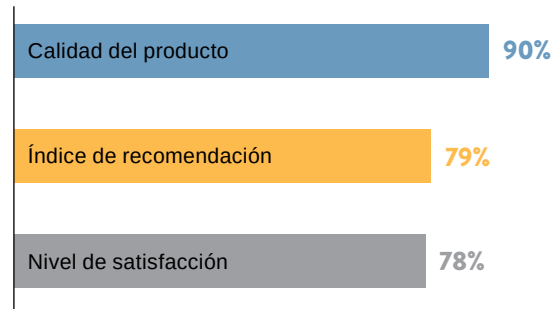 Calidad del producto 90%
Índice de recomendación 79%
Nivel de satisfacción 78%